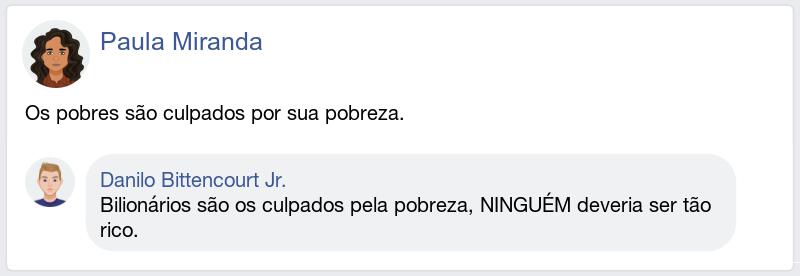 Paula Miranda
Os pobres são culpados por sua pobreza.
Danilo Bittencourt Jr.
Bilionários são os culpados pela pobreza, NINGUÉM deveria ser tão
rico.